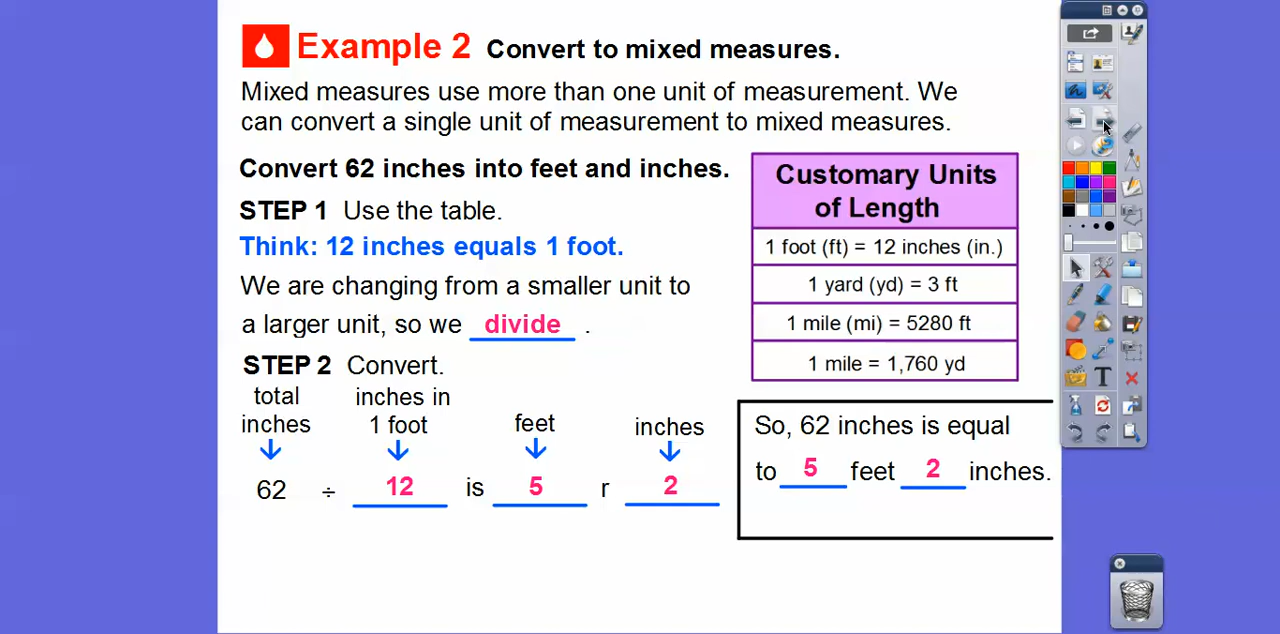 Example 2 Convert to mixed measures.
Mixed measures use more than one unit of measurement. We
can convert a single unit of measurement to mixed measures.
Convert 62 inches into feet and inches.
STEP 1 Use the table.
Think: 12 inches equals 1 foot.
We are changing from a smaller unit to
a larger unit, so we divide .
Customary Units
of Length
1 foot (ft) = 12 inches (in.)
1 yard (yd) = 3 ft
1 mile (mi) = 5280 ft
1 mile = 1,760 yd
STEP 2 Convert.
total inches in
inches 1 foot feet inches
62 ÷ 12 is 5 r 2
So, 62 inches is equal
to 5 feet 2 inches.
T